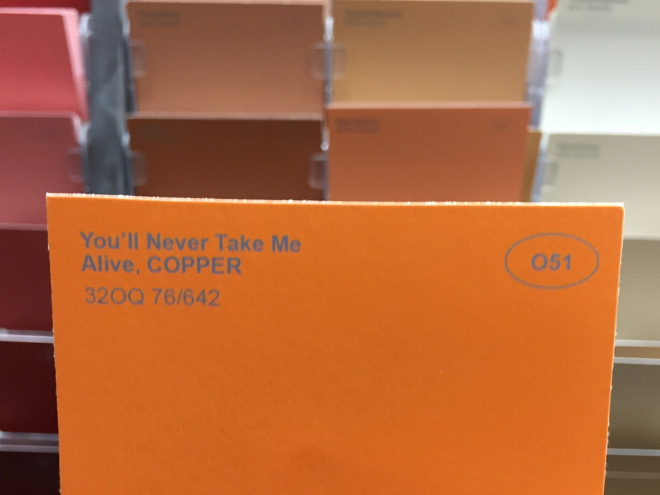 You'll Never Take Me
Alive, COPPER
32OQ 76/642
O51